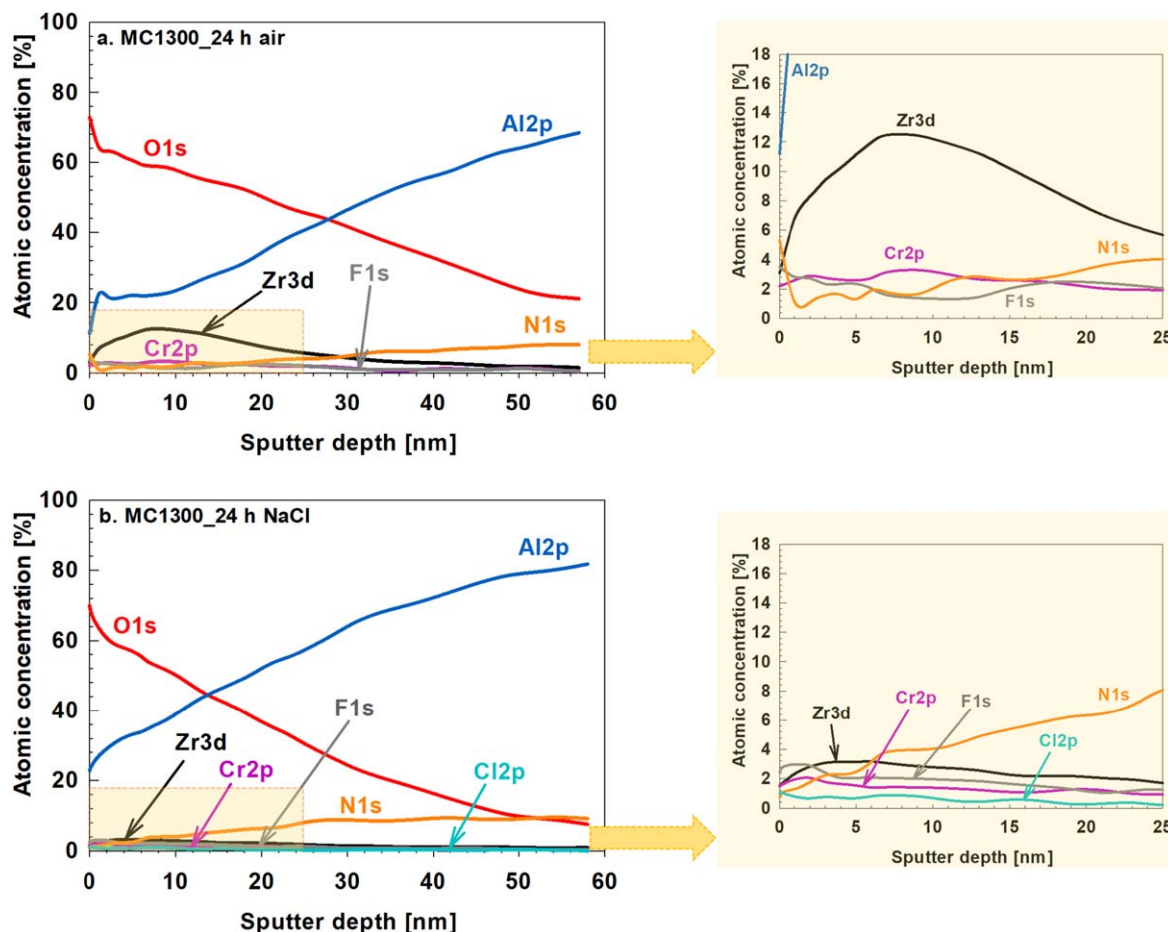 a. MC1300_24 h air
Atomic concentration [%]
100
80
60
40
20
0
O1s
Al2p
Zr3d
F1s
Cr2p
N1s
0 10 20 30 40 50 60
Sputter depth [nm]
Atomic concentration [%]
18
16
14
12
10
8
6
4
2
0
Al2p
Zr3d
Cr2p
N1s
F1s
0 5 10 15 20 25
Sputter depth [nm]
b. MC1300_24 h NaCl
Atomic concentration [%]
100
80
60
40
20
0
Al2p
O1s
F1s
Zr3d
Cr2p
Cl2p
N1s
0 10 20 30 40 50 60
Sputter depth [nm]
Atomic concentration [%]
18
16
14
12
10
8
6
4
2
0
N1s
Cr2p
F1s
Zr3d
Cl2p
0 5 10 15 20 25
Sputter depth [nm]